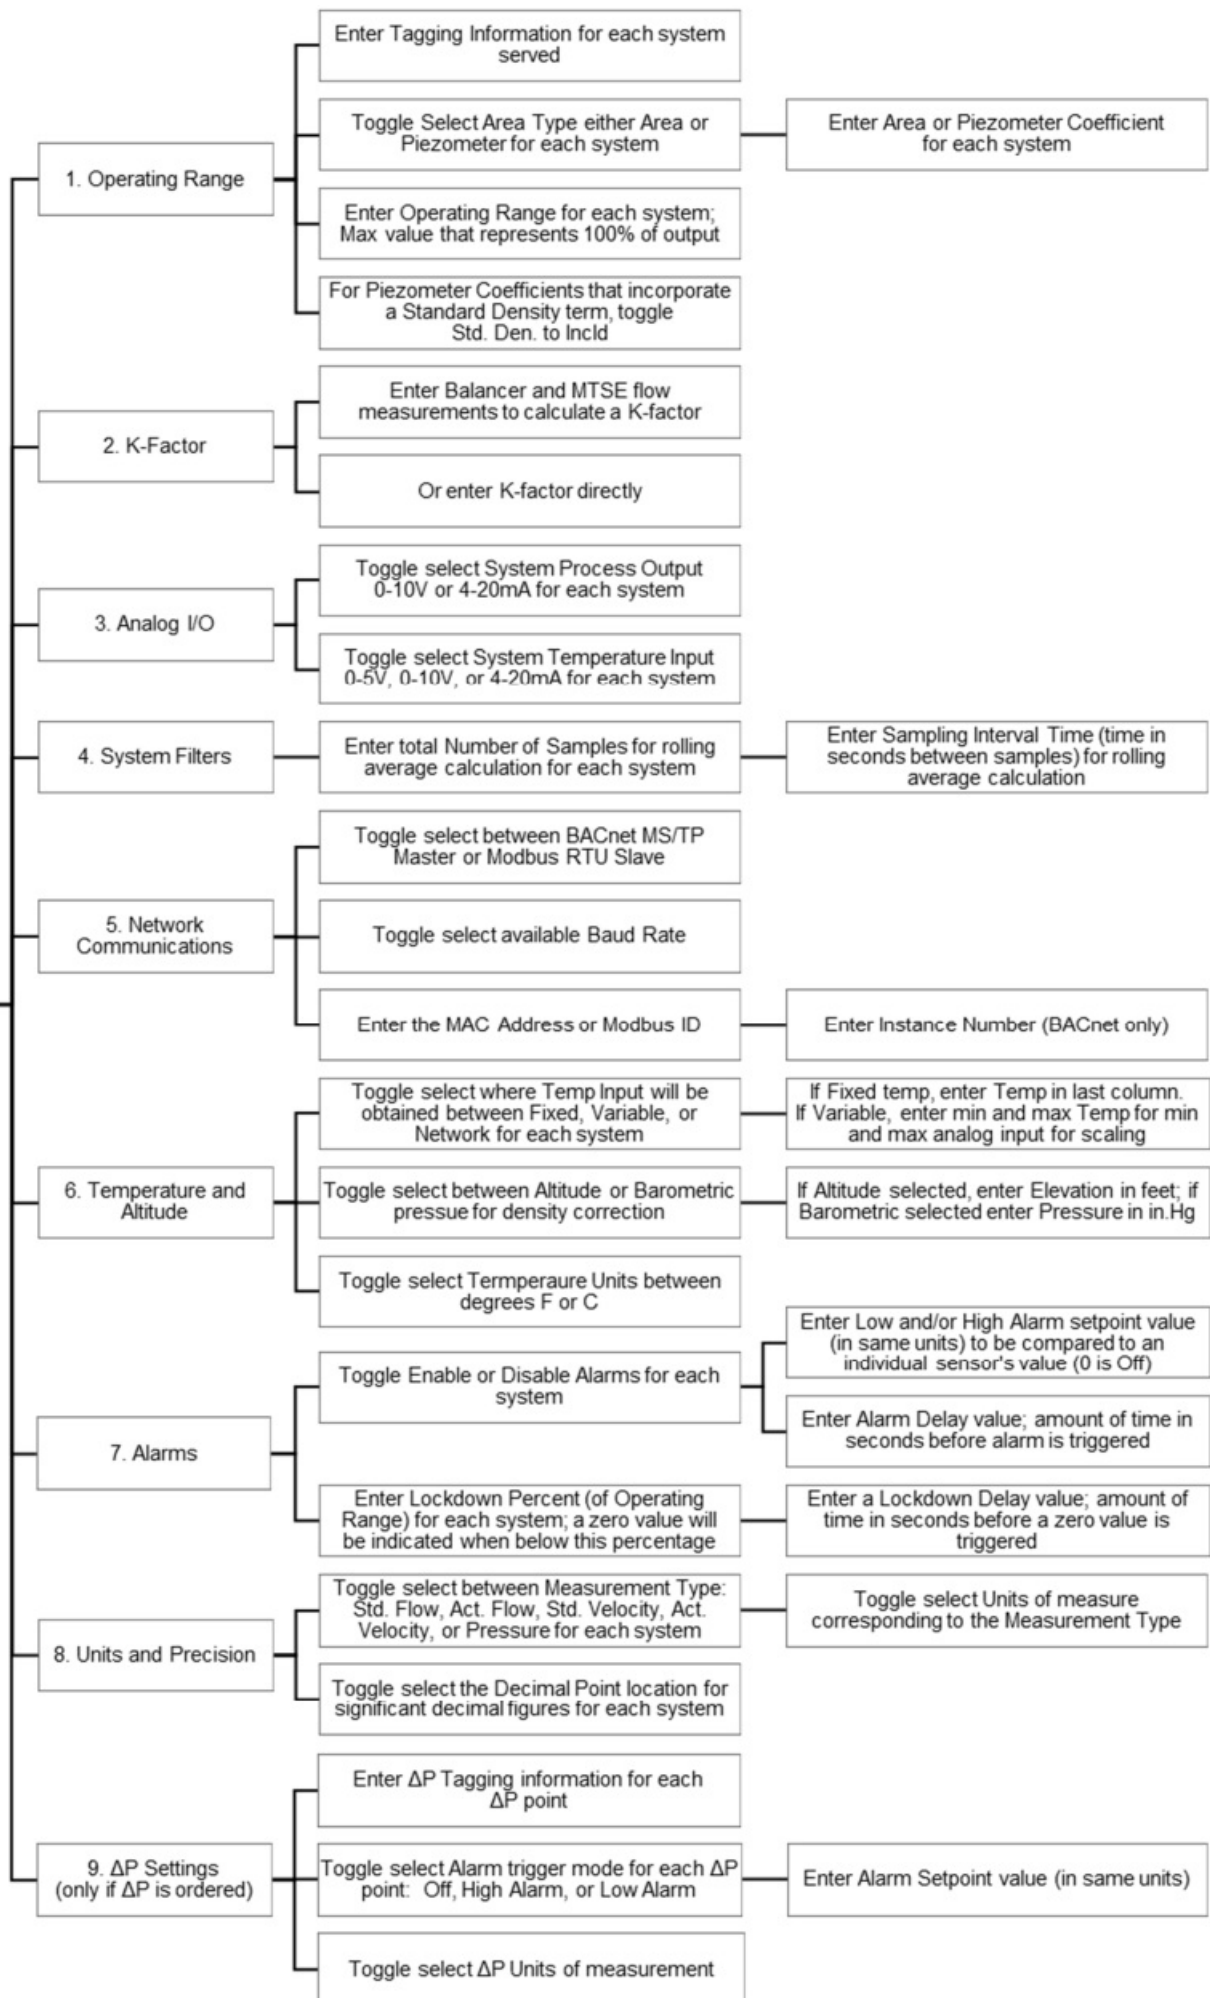 Enter Tagging Information for each system
served
Toggle Select Area Type either Area or
Piezometer for each system
Enter Area or Piezometer Coefficient
for each system
1. Operating Range
Enter Operating Range for each system;
Max value that represents 100% of output
For Piezometer Coefficients that incorporate
a Standard Density term, toggle
Std. Den. to Incld
Enter Balancer and MTSE flow
measurements to calculate a K-factor
2. K-Factor
Or enter K-factor directly
Toggle select System Process Output
0-10V or 4-20mA for each system
3. Analog I/O
Toggle select System Temperature Input
0-5V, 0-10V, or 4-20mA for each system
4. System Filters
Enter total Number of Samples for rolling
average calculation for each system
Enter Sampling Interval Time (time in
seconds between samples) for rolling
average calculation
Toggle select between BACnet MS/TP
Master or Modbus RTU Slave
5. Network
Communications
Toggle select available Baud Rate
Enter the MAC Address or Modbus ID
Enter Instance Number (BACnet only)
Toggle select where Temp Input will be
obtained between Fixed, Variable, or
Network for each system
If Fixed temp, enter Temp in last column.
If Variable, enter min and max Temp for min
and max analog input for scaling
6. Temperature and
Altitude
Toggle select between Altitude or Barometric
pressue for density correction
If Altitude selected, enter Elevation in feet; if
Barometric selected enter Pressure in in.Hg
Toggle select Termperaure Units between
degrees F or C
Toggle Enable or Disable Alarms for each
system
Enter Low and/or High Alarm setpoint value
(in same units) to be compared to an
individual sensor's value (0 is Off)
Enter Alarm Delay value; amount of time in
seconds before alarm is triggered
7. Alarms
Enter Lockdown Percent (of Operating
Range) for each system; a zero value will
be indicated when below this percentage
Enter a Lockdown Delay value; amount of
time in seconds before a zero value is
triggered
Toggle select between Measurement Type:
Std. Flow, Act. Flow, Std. Velocity, Act.
Velocity, or Pressure for each system
Toggle select Units of measure
corresponding to the Measurement Type
8. Units and Precision
Toggle select the Decimal Point location for
significant decimal figures for each system
Enter ΔP Tagging information for each
ΔP point
9. ΔP Settings
(only if ΔP is ordered)
Toggle select Alarm trigger mode for each ΔP
point: Off, High Alarm, or Low Alarm
Enter Alarm Setpoint value (in same units)
Toggle select ΔP Units of measurement